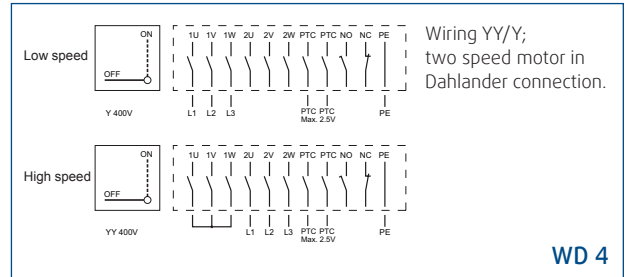 Low speed
ON
OFF
Y 400V
1U 1V 1W 2U 2V 2W PTC PTC NO NC PE
L1 L2 L3 PTC PTC PE
Max. 2.5V
Wiring YY/Y;
two speed motor in
Dahlander connection.
High speed
ON
OFF
YY 400V
1U 1V 1W 2U 2V 2W PTC PTC NO NC PE
L1 L2 L3 PTC PTC PE
Max. 2.5V
WD 4